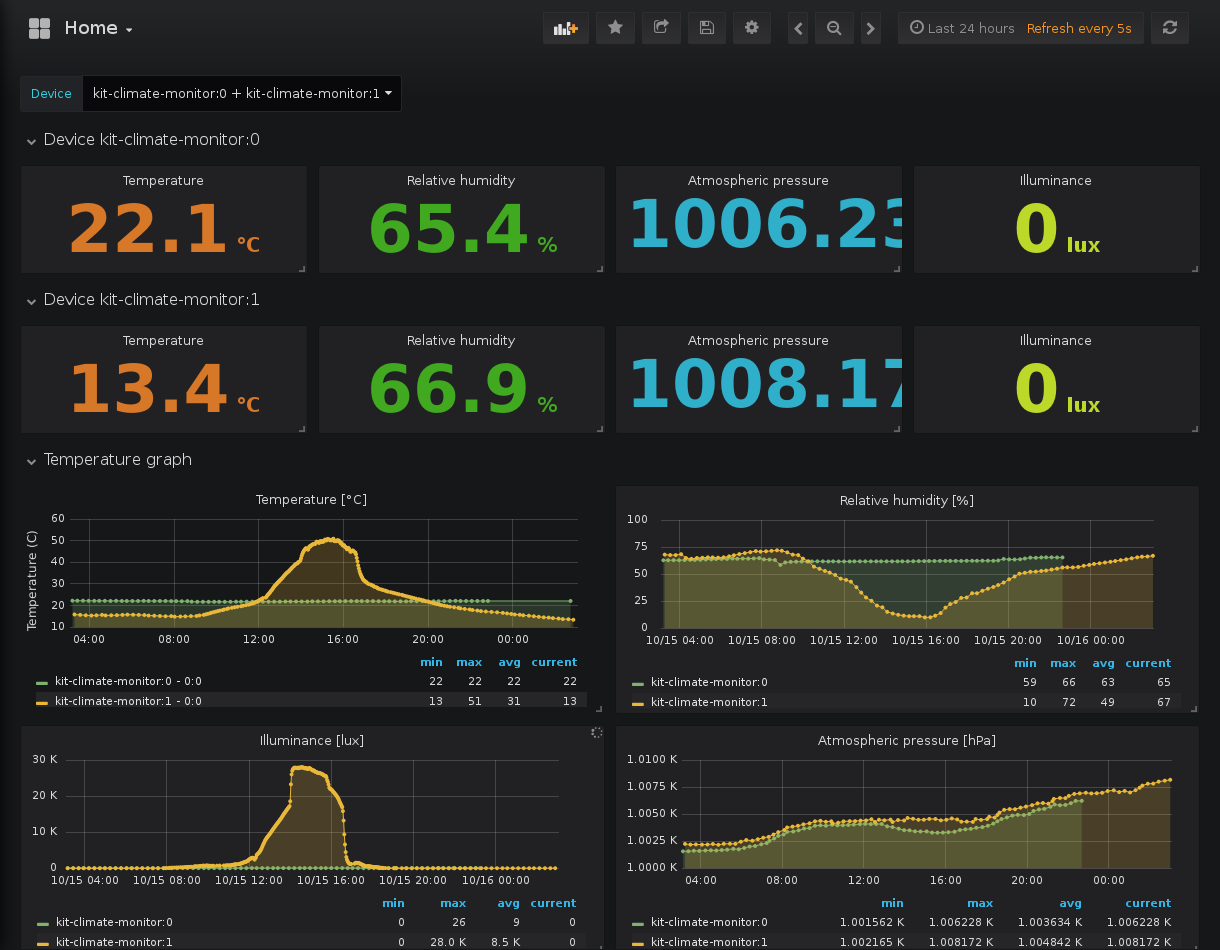 Home
Last 24 hours Refresh every 5s
Device kit-climate-monitor:0 + kit-climate-monitor:1
Device kit-climate-monitor:0
Temperature Relative humidity Atmospheric pressure Illuminance
22.1 °C 65.4 % 1006.23 0 lux
Device kit-climate-monitor:1
Temperature Relative humidity Atmospheric pressure Illuminance
13.4 °C 66.9 % 1008.17 0 lux
Temperature graph
Temperature [°C]
Temperature (C)
60
50
40
30
20
10
04:00 08:00 12:00 16:00 20:00 00:00
min max avg current
kit-climate-monitor:0 - 0:0 22 22 22 22
kit-climate-monitor:1 - 0:0 13 51 31 13
Relative humidity [%]
100
75
50
25
0
10/15 04:00 10/15 08:00 10/15 12:00 10/15 16:00 10/15 20:00 10/16 00:00
min max avg current
kit-climate-monitor:0 59 66 63 65
kit-climate-monitor:1 10 72 49 67
Illuminance [lux]
30 K
20 K
10 K
0
10/15 04:00 10/15 08:00 10/15 12:00 10/15 16:00 10/15 20:00 10/16 00:00
min max avg current
kit-climate-monitor:0 0 26 9 0
kit-climate-monitor:1 0 28.0 K 8.5 K 0
Atmospheric pressure [hPa]
1.0100 K
1.0075 K
1.0050 K
1.0025 K
1.0000 K
04:00 08:00 12:00 16:00 20:00 00:00
min max avg current
kit-climate-monitor:0 1.001562 K 1.006228 K 1.003634 K 1.006228 K
kit-climate-monitor:1 1.002165 K 1.008172 K 1.004842 K 1.008172 K